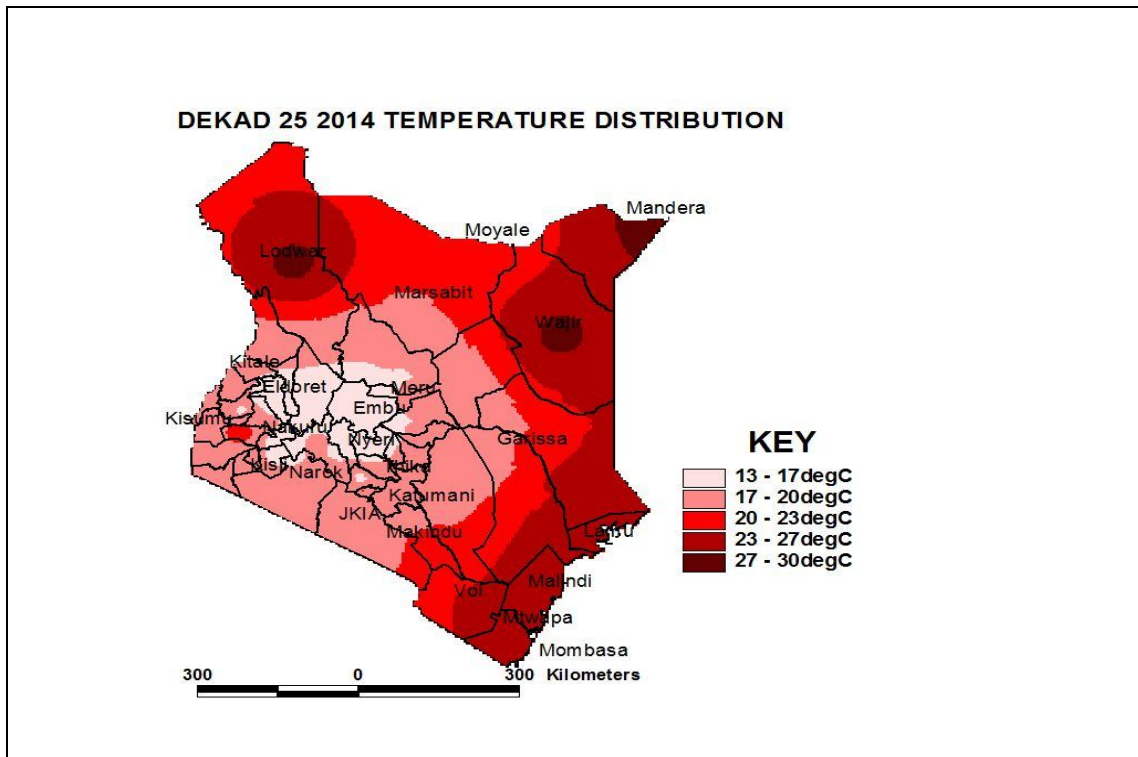 DEKAD 25 2014 TEMPERATURE DISTRIBUTION
Mandera
Moyale
Lodwar
Marsabit
Wajir
Kitale
Eldoret
Meru
Embu
Kisumu
Nakuru
Nyeri
Garissa
Kisii
Narok
Thika
Katumani
JKIA
Makindu
Lamu
Voi
Malindi
Mtwapa
Mombasa
KEY
13 - 17degC
17 - 20degC
20 - 23degC
23 - 27degC
27 - 30degC
300 0 300 Kilometers